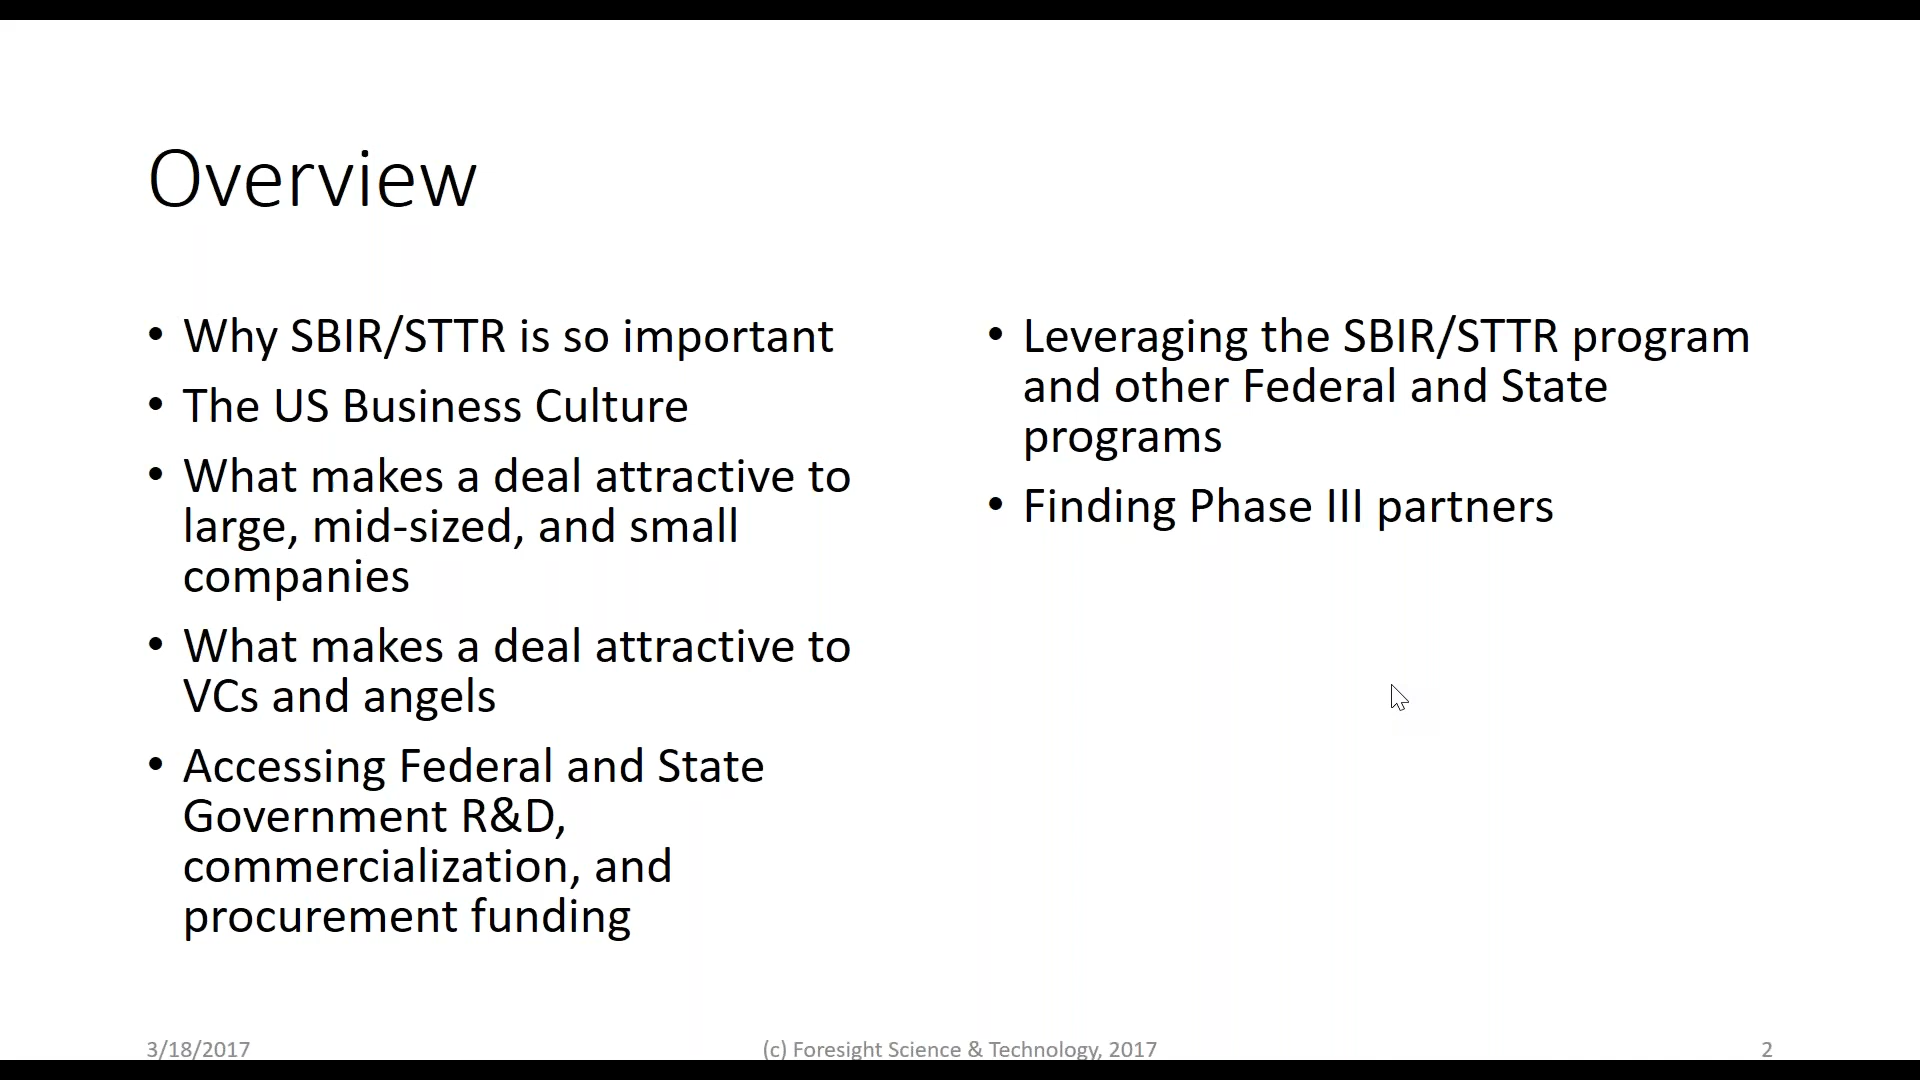 Overview
• Why SBIR/STTR is so important
• The US Business Culture
• What makes a deal attractive to
large, mid-sized, and small
companies
• What makes a deal attractive to
VCs and angels
• Accessing Federal and State
Government R&D,
commercialization, and
procurement funding
• Leveraging the SBIR/STTR program
and other Federal and State
programs
• Finding Phase III partners
3/18/2017
(c) Foresight Science & Technology, 2017
2